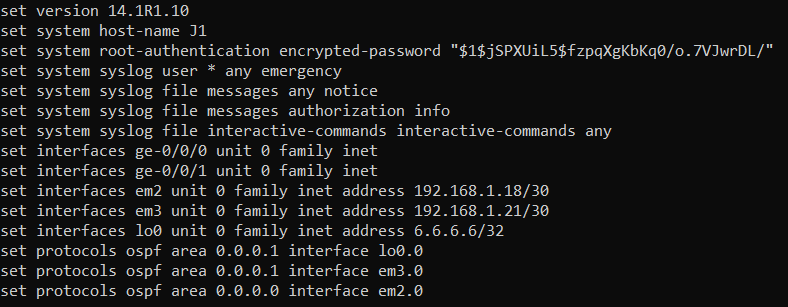 set version 14.1R1.10
set system host-name J1
set system root-authentication encrypted-password "$1$jSPXUiL5$fzpqXgKbKq0/o.7VJwrDL/"
set system syslog user * any emergency
set system syslog file messages any notice
set system syslog file messages authorization info
set system syslog file interactive-commands interactive-commands any
set interfaces ge-0/0/0 unit 0 family inet
set interfaces ge-0/0/1 unit 0 family inet
set interfaces em2 unit 0 family inet address 192.168.1.18/30
set interfaces em3 unit 0 family inet address 192.168.1.21/30
set interfaces lo0 unit 0 family inet address 6.6.6.6/32
set protocols ospf area 0.0.0.1 interface lo0.0
set protocols ospf area 0.0.0.1 interface em3.0
set protocols ospf area 0.0.0.0 interface em2.0